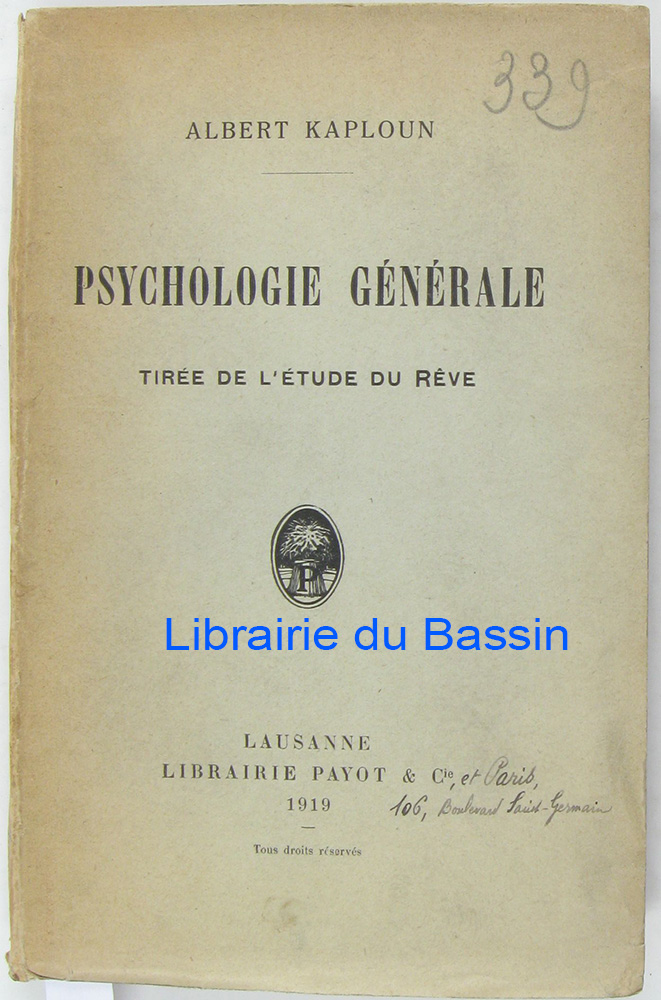 339
ALBERT KAPLOUN
PSYCHOLOGIE GÉNÉRALE
TIRÉE DE L'ÉTUDE DU RÊVE
P
Librairie du Bassin
LAUSANNE
LIBRAIRIE PAYOT & Cie, et Paris,
1919 106, Boulevard Saint-Germain
Tous droits réservés